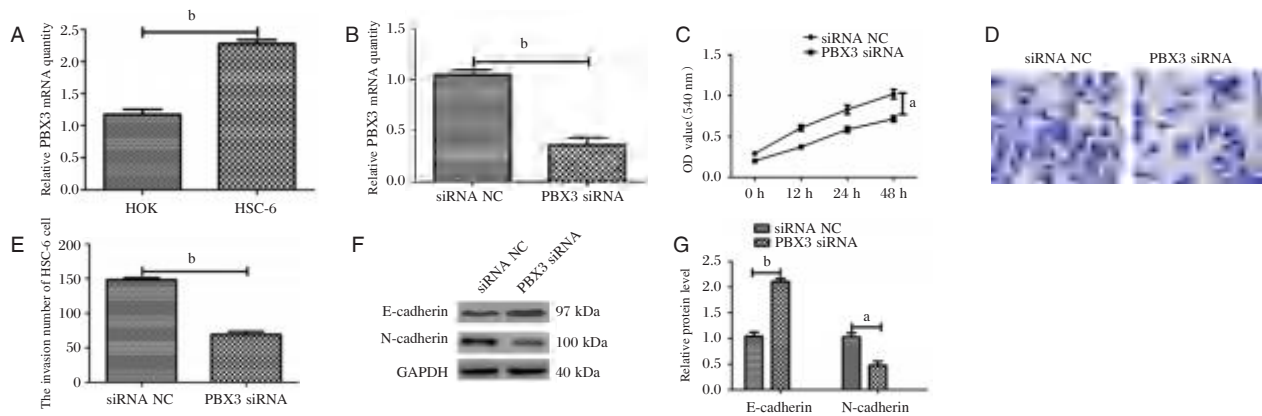 A
Relative PBX3 mRNA quantity
2.5
2.0
1.5
1.0
0.5
0.0
b
HOK
HSC-6
B
Relative PBX3 mRNA quantity
1.5
1.0
0.5
0.0
b
siRNA NC
PBX3 siRNA
C
siRNA NC
PBX3 siRNA
OD value(540 nm)
1.5
1.0
0.5
0.0
a
0 h
12 h
24 h
48 h
D
siRNA NC
PBX3 siRNA
E
The invasion number of HSC-6 cell
200
150
100
50
0
b
siRNA NC
PBX3 siRNA
F
siRNA NC
PBX3 siRNA
E-cadherin
97 kDa
N-cadherin
100 kDa
GAPDH
40 kDa
G
siRNA NC
PBX3 siRNA
Relative protein level
2.5
2.0
1.5
1.0
0.5
0.0
b
a
E-cadherin
N-cadherin